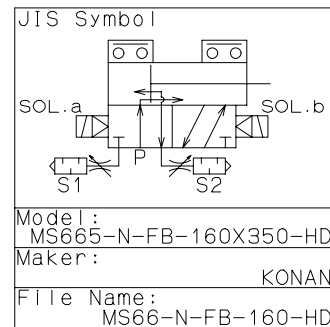 JIS Symbol
SOL.a
SOL.b
P
S1
S2
Model:
MS665-N-FB-160X350-HD
Maker:
KONAN
File Name:
MS66-N-FB-160-HD